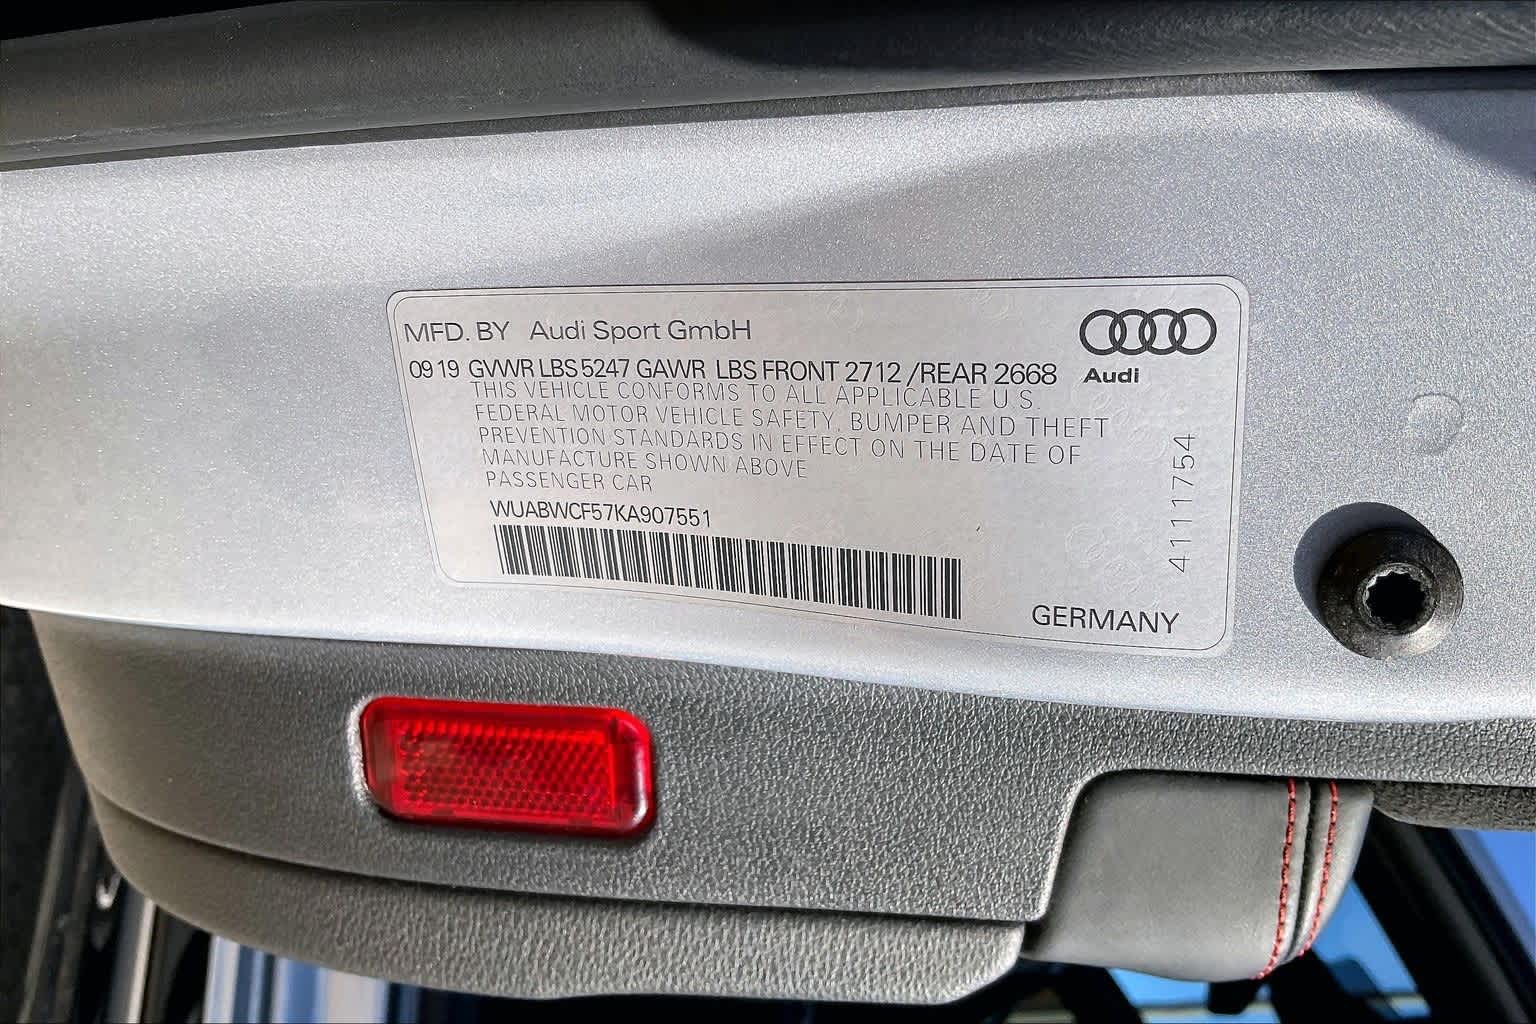 MFD. BY Audi Sport GmbH
09 19 GVWR LBS 5247 GAWR LBS FRONT 2712 /REAR 2668
Audi
THIS VEHICLE CONFORMS TO ALL APPLICABLE U.S.
FEDERAL MOTOR VEHICLE SAFETY, BUMPER AND THEFT
PREVENTION STANDARDS IN EFFECT ON THE DATE OF
MANUFACTURE SHOWN ABOVE
PASSENGER CAR
WUABWCF57KA907551
4111754
GERMANY